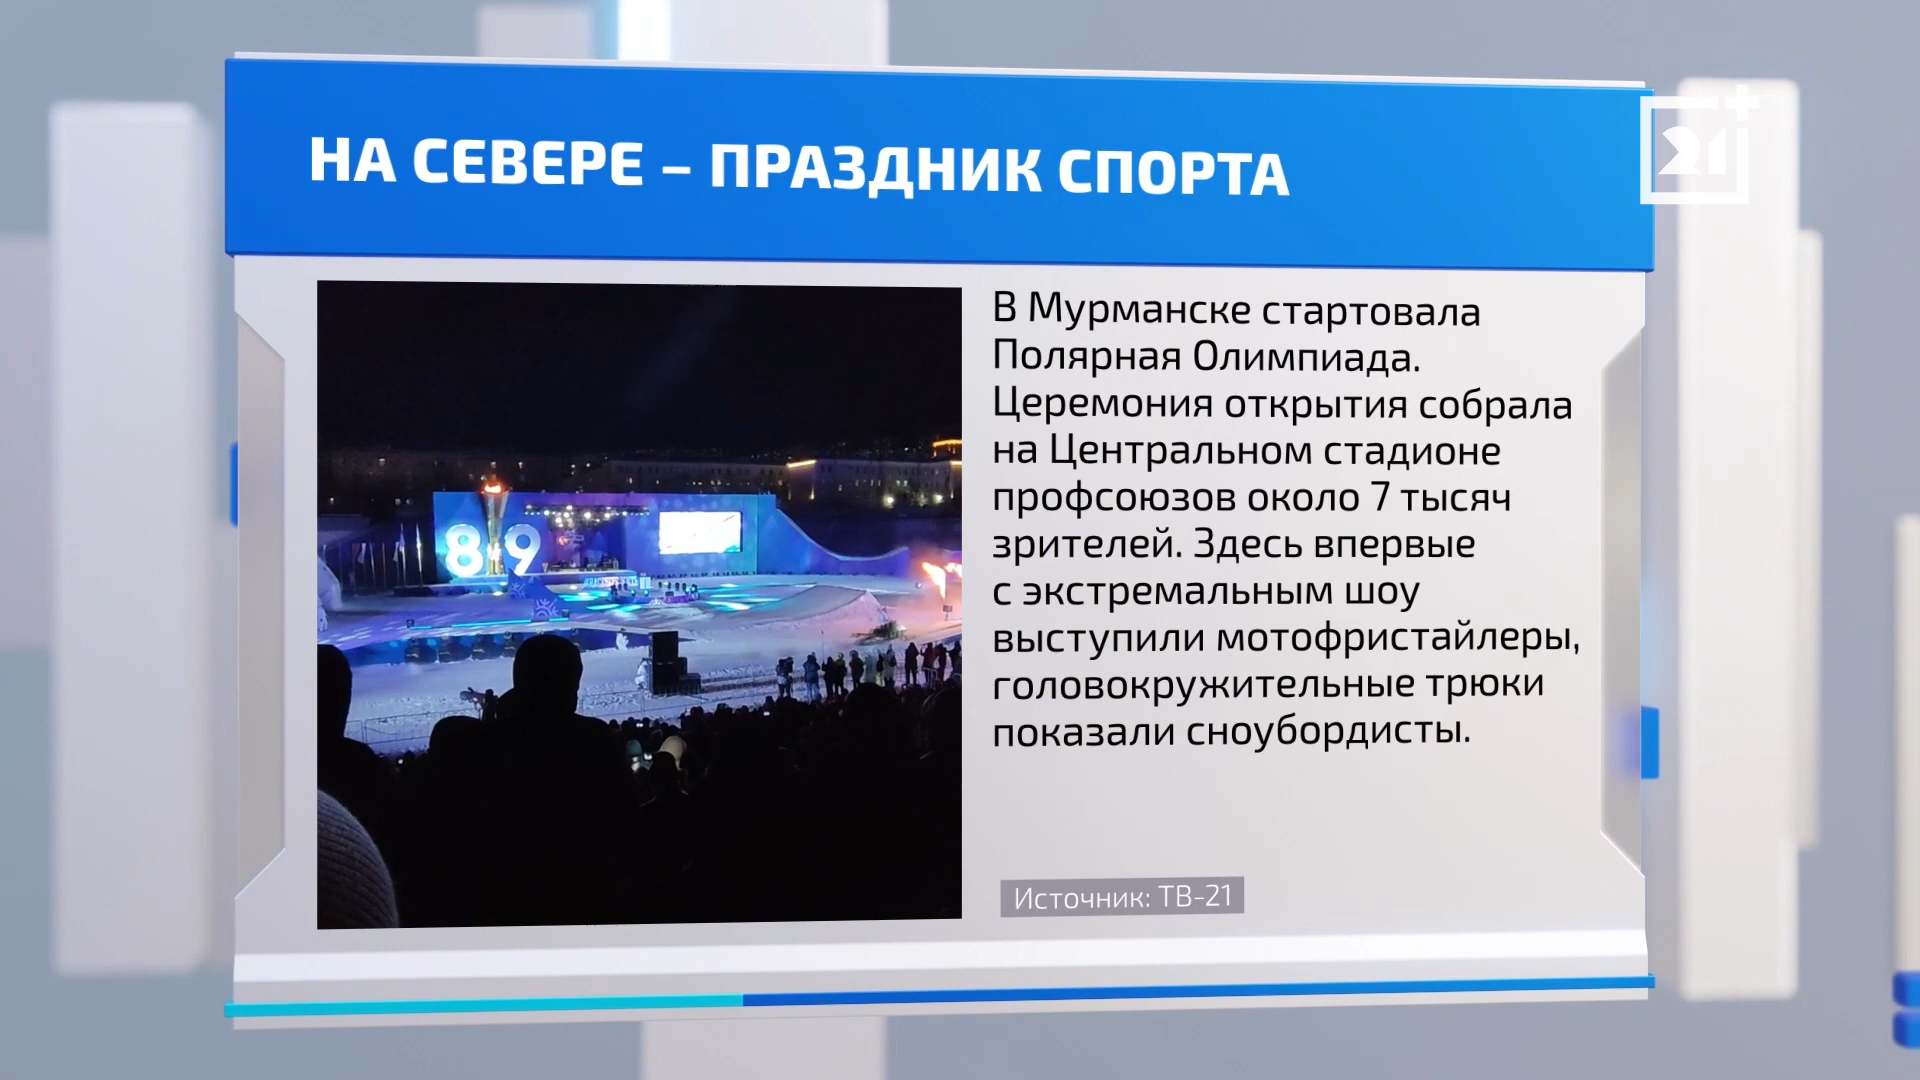 НА СЕВЕРЕ – ПРАЗДНИК СПОРТА
21+
В Мурманске стартовала
Полярная Олимпиада.
Церемония открытия собрала
на Центральном стадионе
профсоюзов около 7 тысяч
зрителей. Здесь впервые
с экстремальным шоу
выступили мотофристайлеры,
головокружительные трюки
показали сноубордисты.
89
Источник: ТВ-21